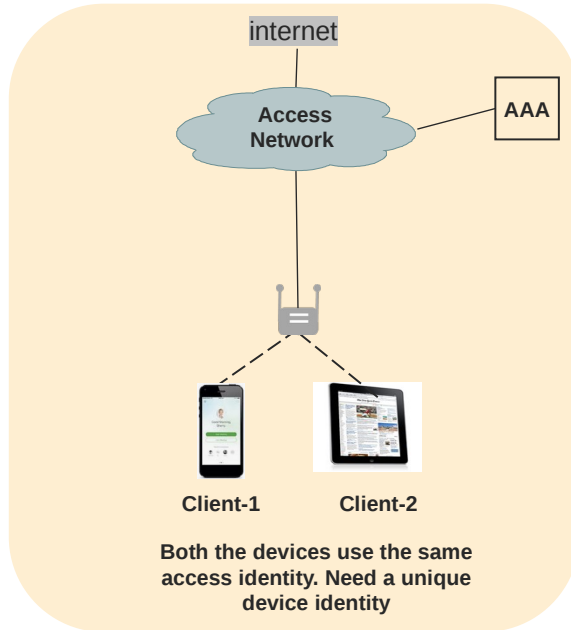 internet
Access
Network
AAA
Client-1
Client-2
Both the devices use the same
access identity. Need a unique
device identity